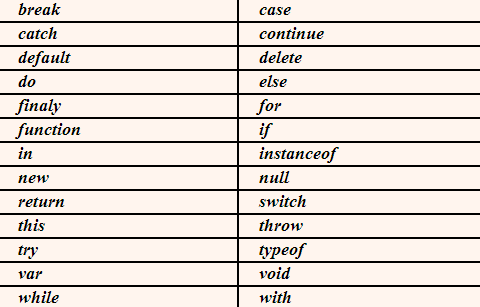 break case
catch continue
default delete
do else
finaly for
function if
in instanceof
new null
return switch
this throw
try typeof
var void
while with